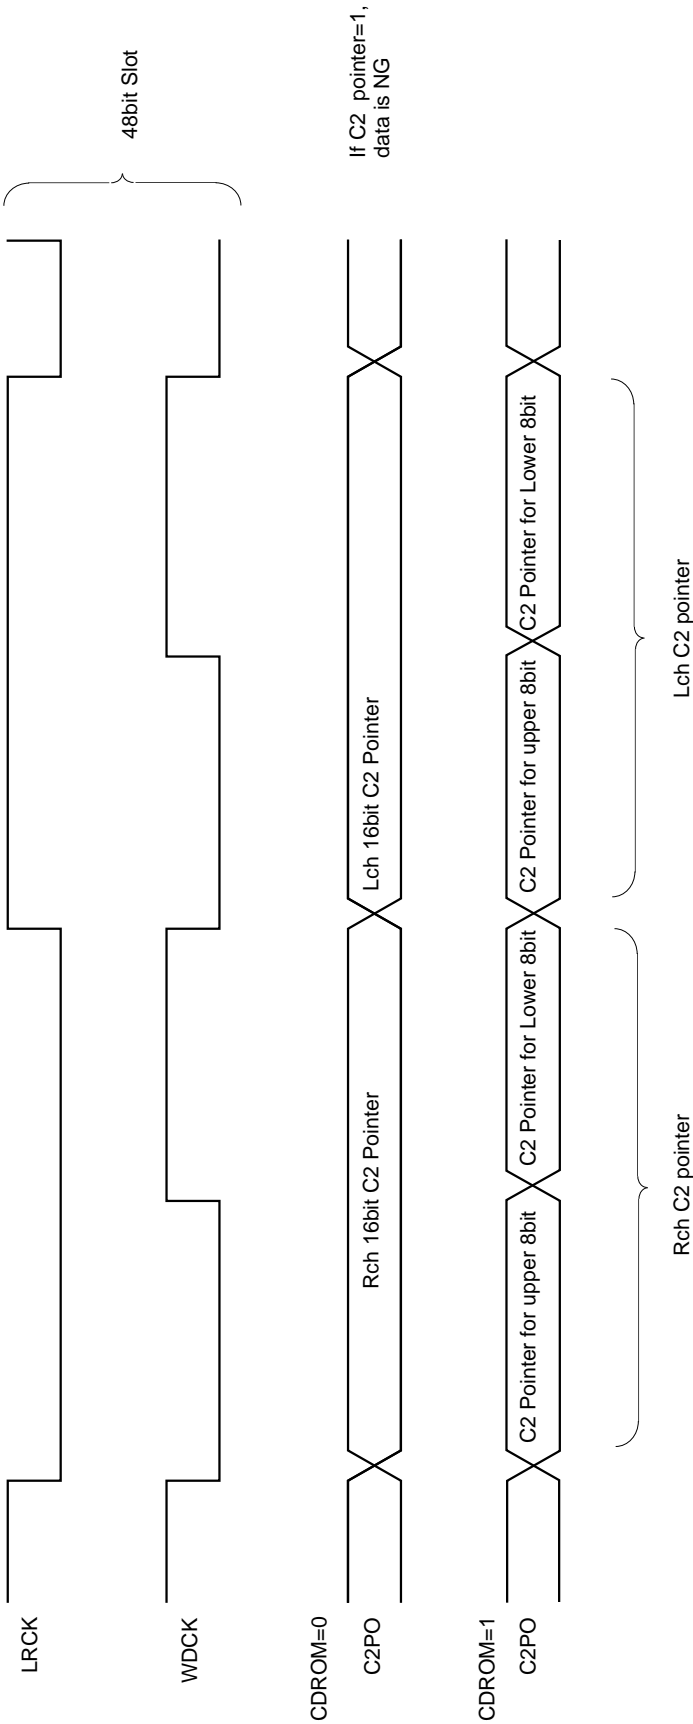 LRCK
48bit Slot
WDCK
CDROM=0
C2PO
Rch 16bit C2 Pointer
Lch 16bit C2 Pointer
If C2 pointer=1,
data is NG
CDROM=1
C2PO
C2 Pointer for upper 8bit
C2 Pointer for Lower 8bit
C2 Pointer for upper 8bit
C2 Pointer for Lower 8bit
Rch C2 pointer
Lch C2 pointer